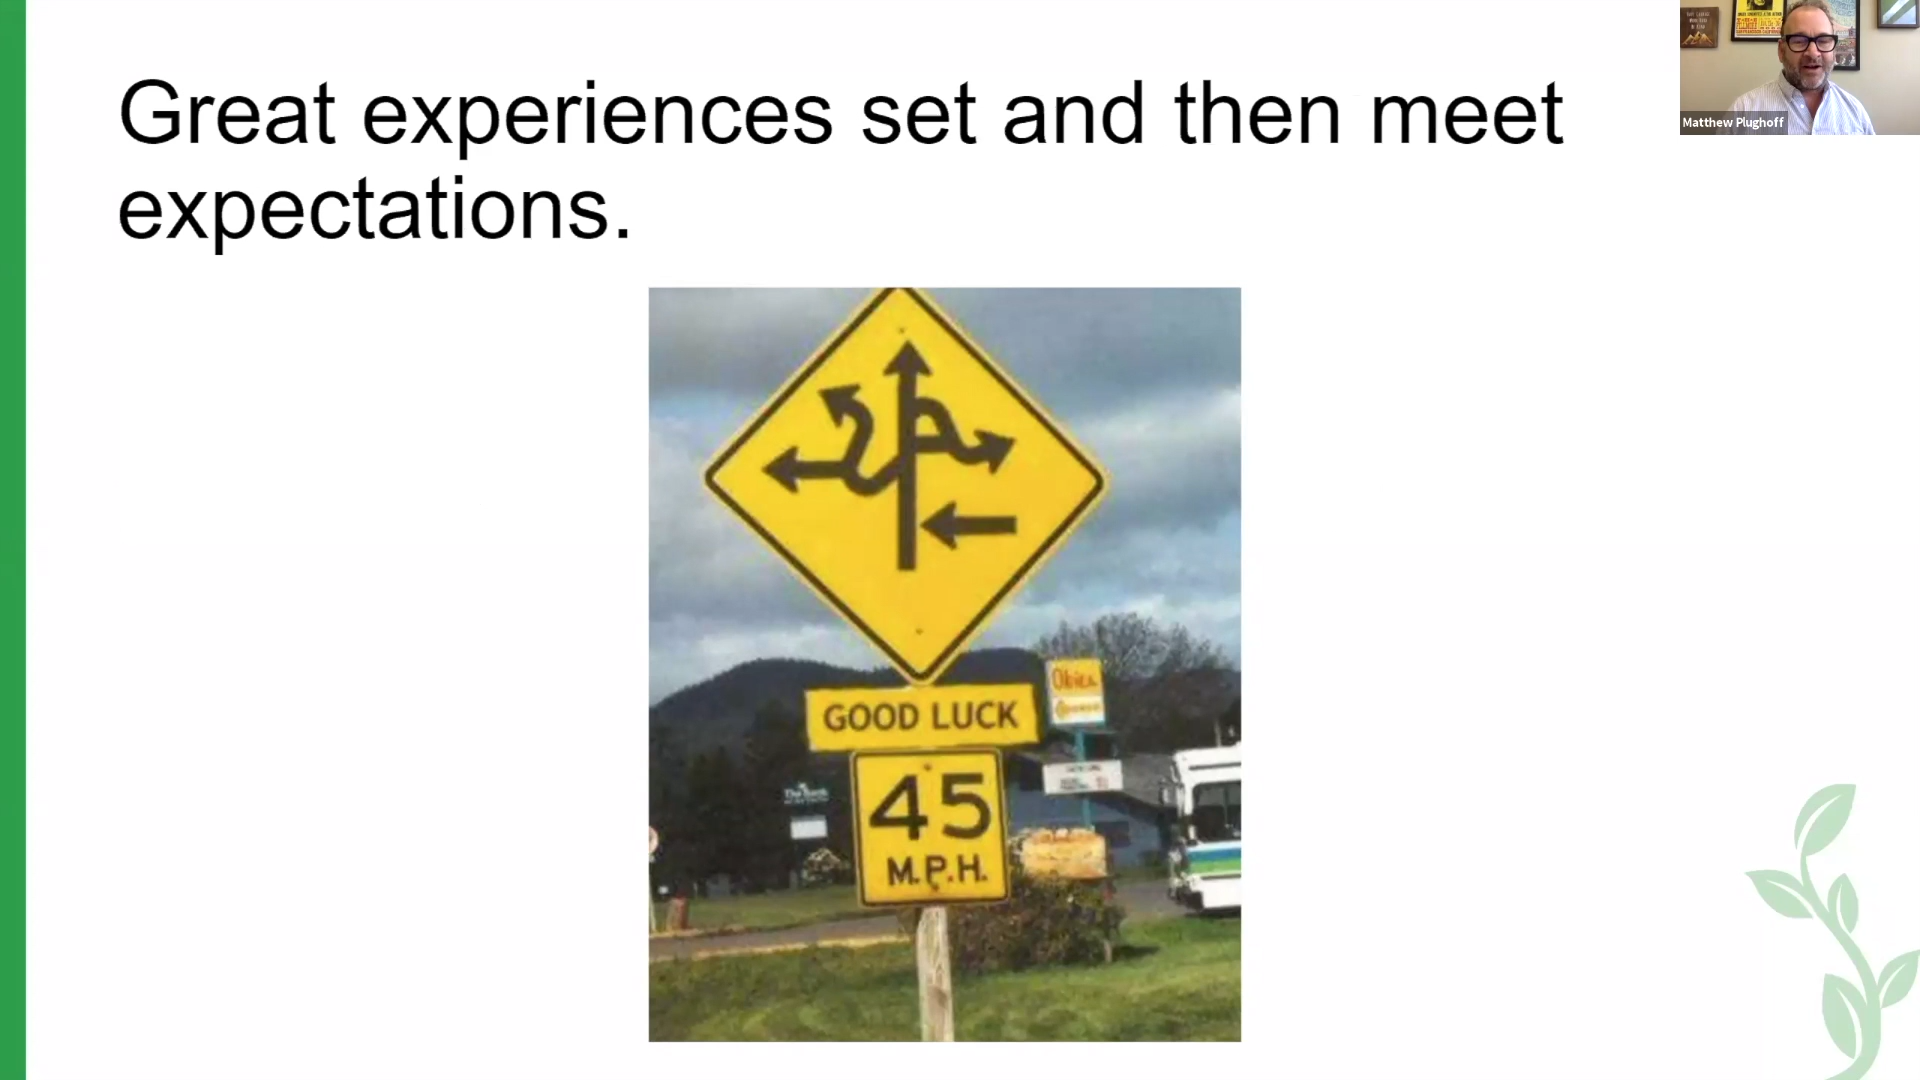 Great experiences set and then meet
expectations.
Matthew Plughoff
GOOD LUCK
45
M.P.H.